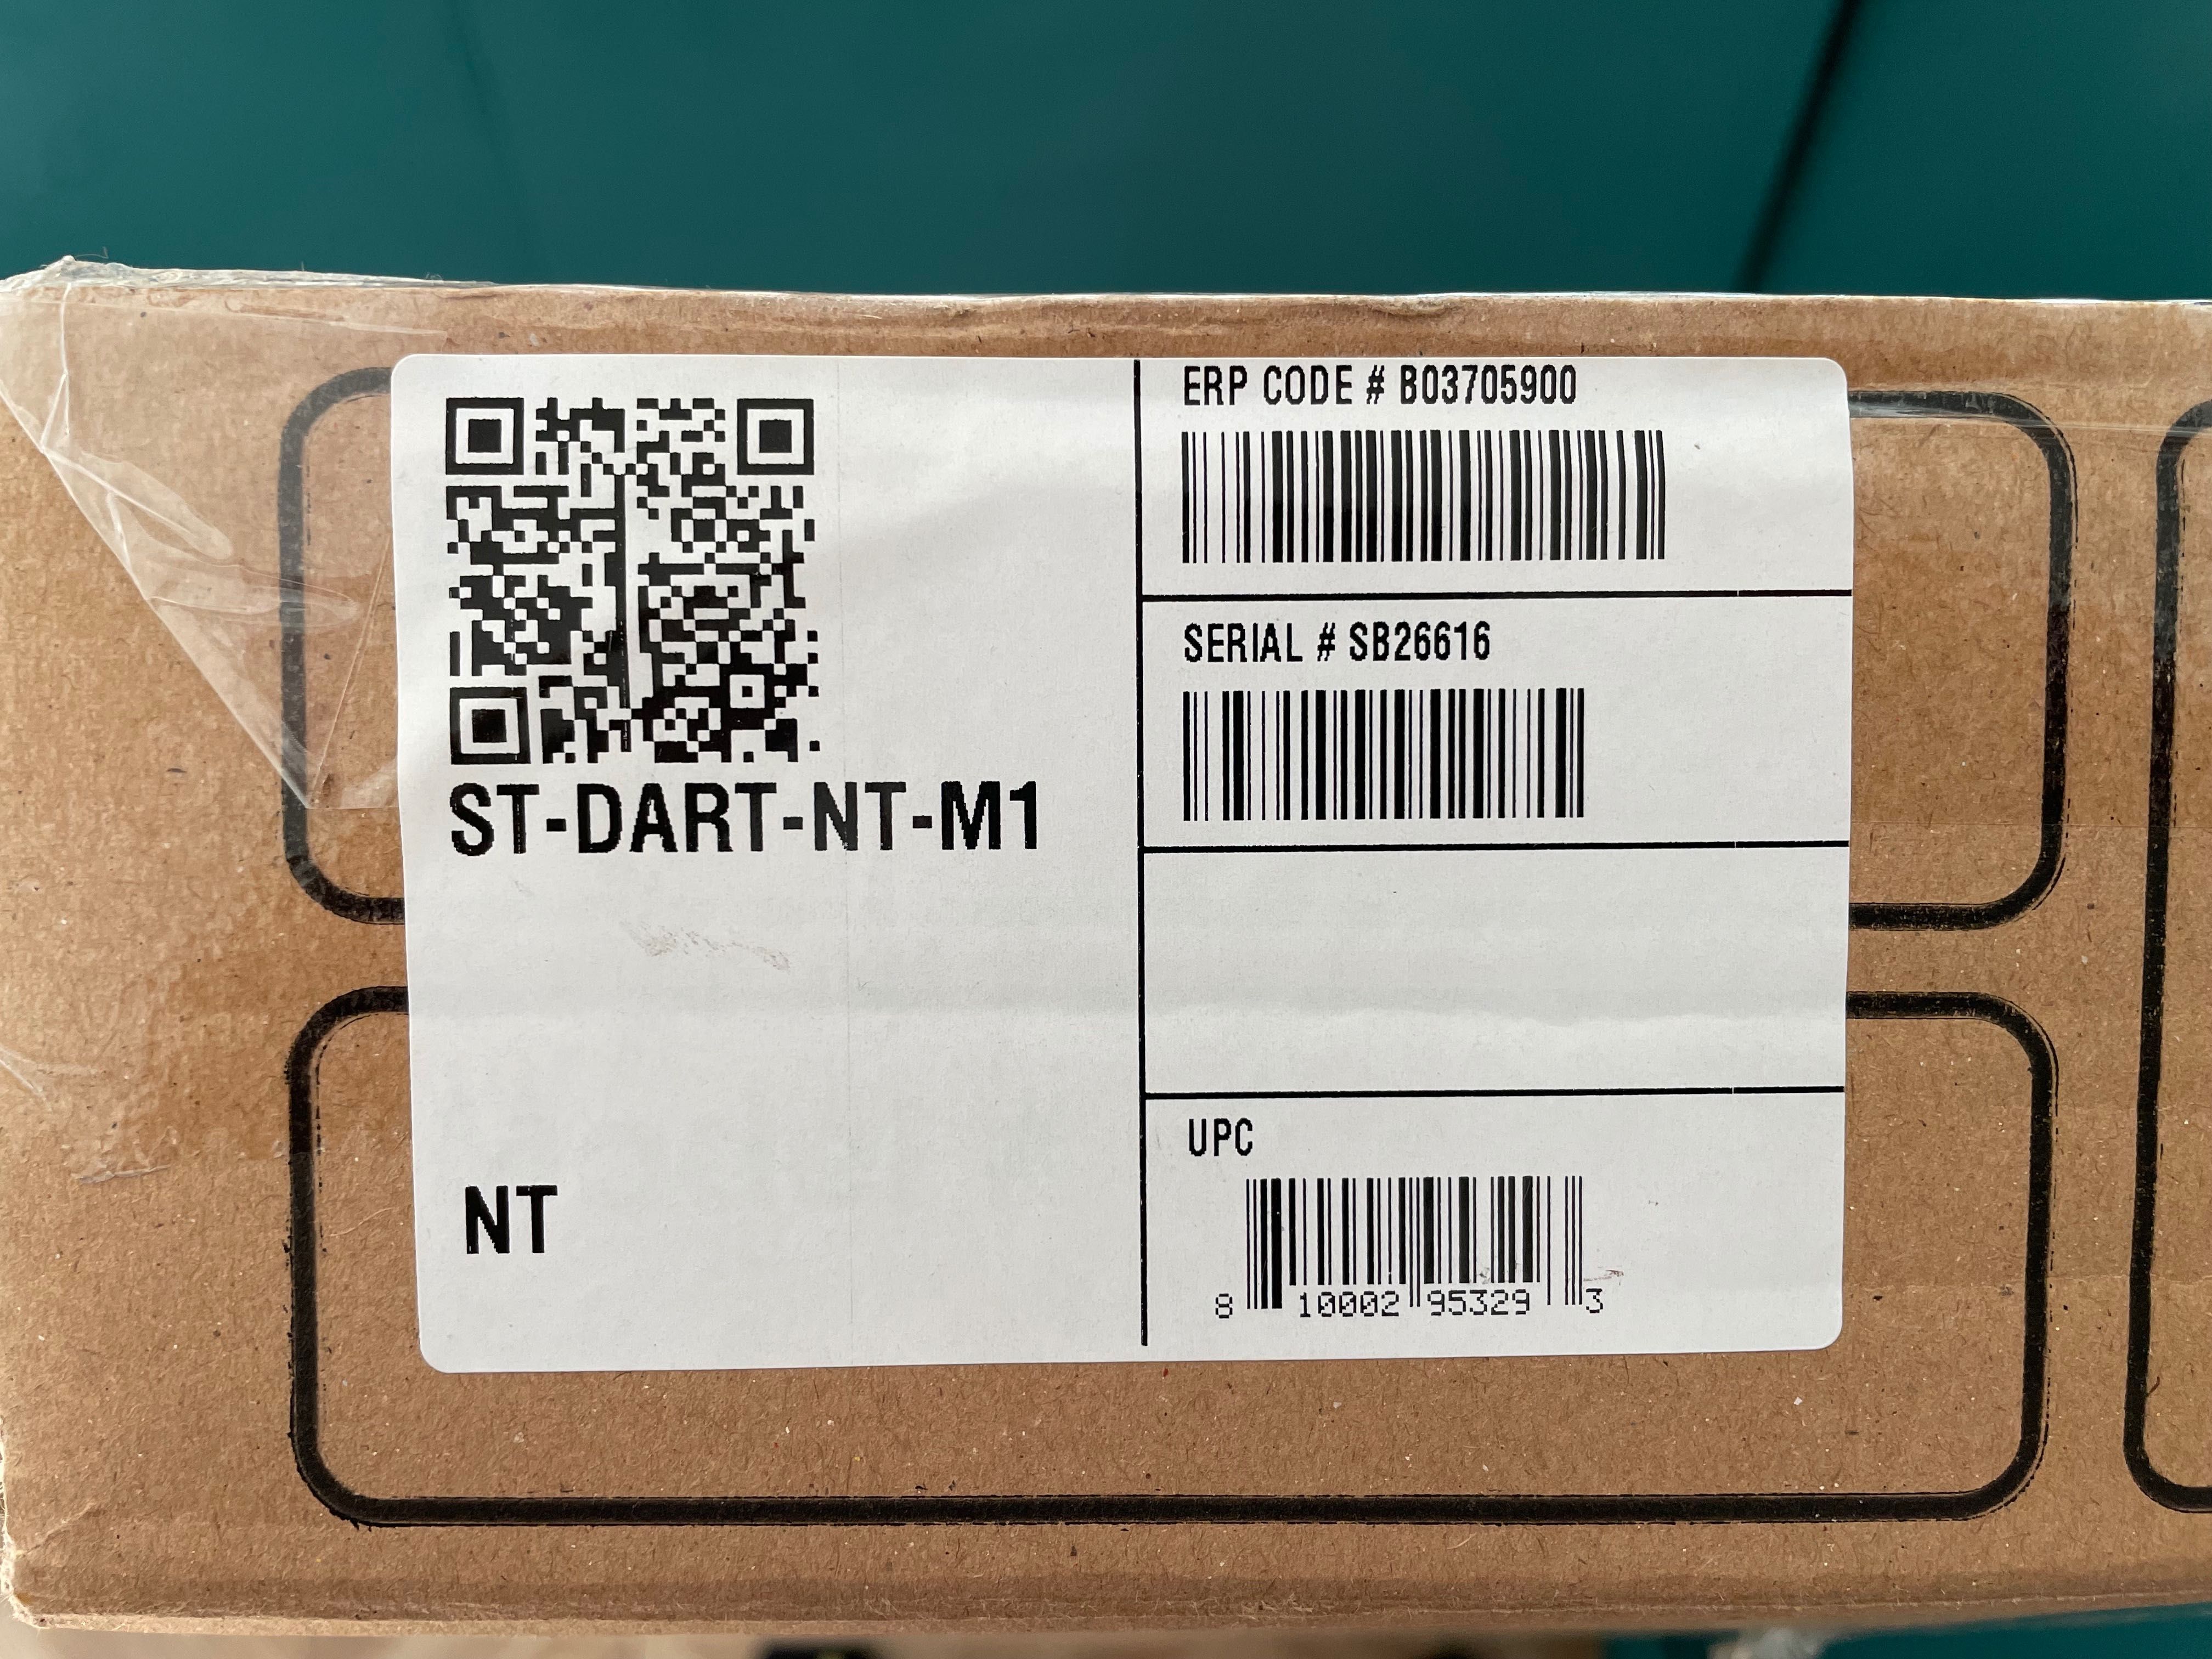 ST-DART-NT-M1
NT
ERP CODE # B03705900
SERIAL # SB26616
UPC
8 10002 95329 3